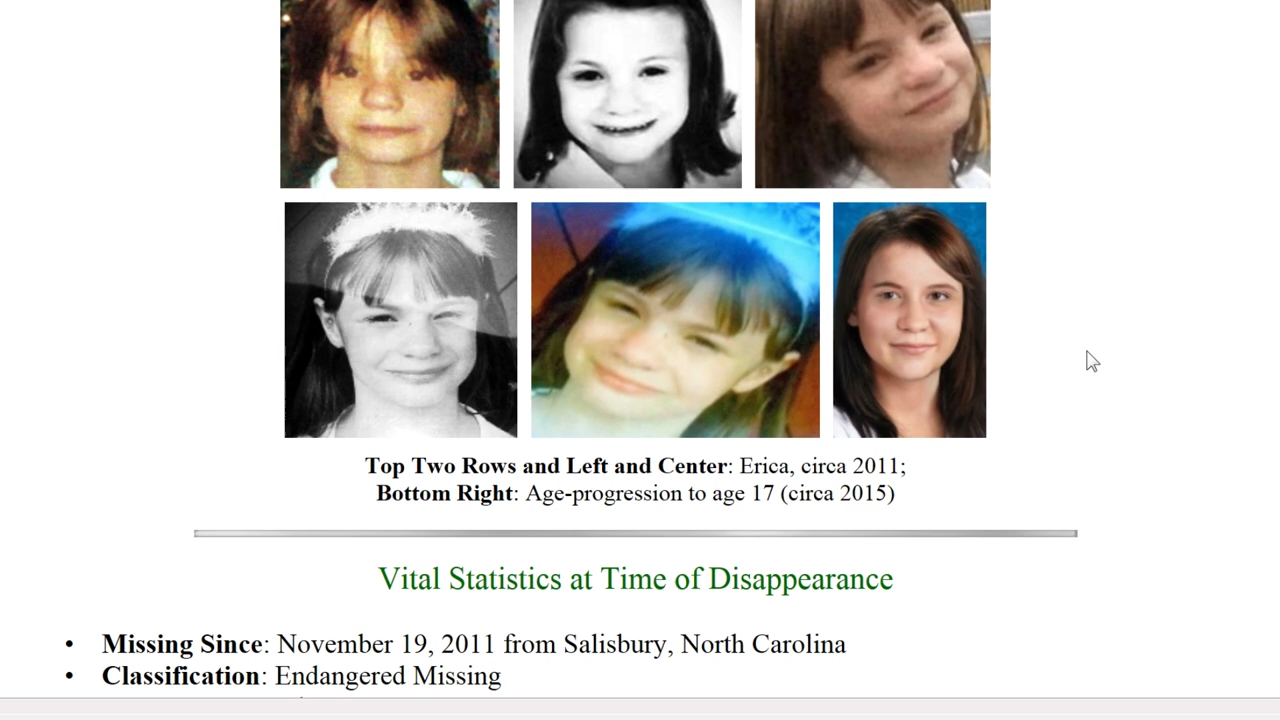 Top Two Rows and Left and Center: Erica, circa 2011;
Bottom Right: Age-progression to age 17 (circa 2015)
Vital Statistics at Time of Disappearance
• Missing Since: November 19, 2011 from Salisbury, North Carolina
• Classification: Endangered Missing